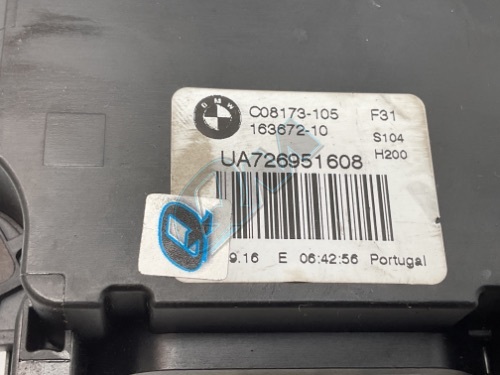 BMW
C08173-105 F31
163672-10 S104
UA726951608 H200
9.16 E 06:42:56 Portugal